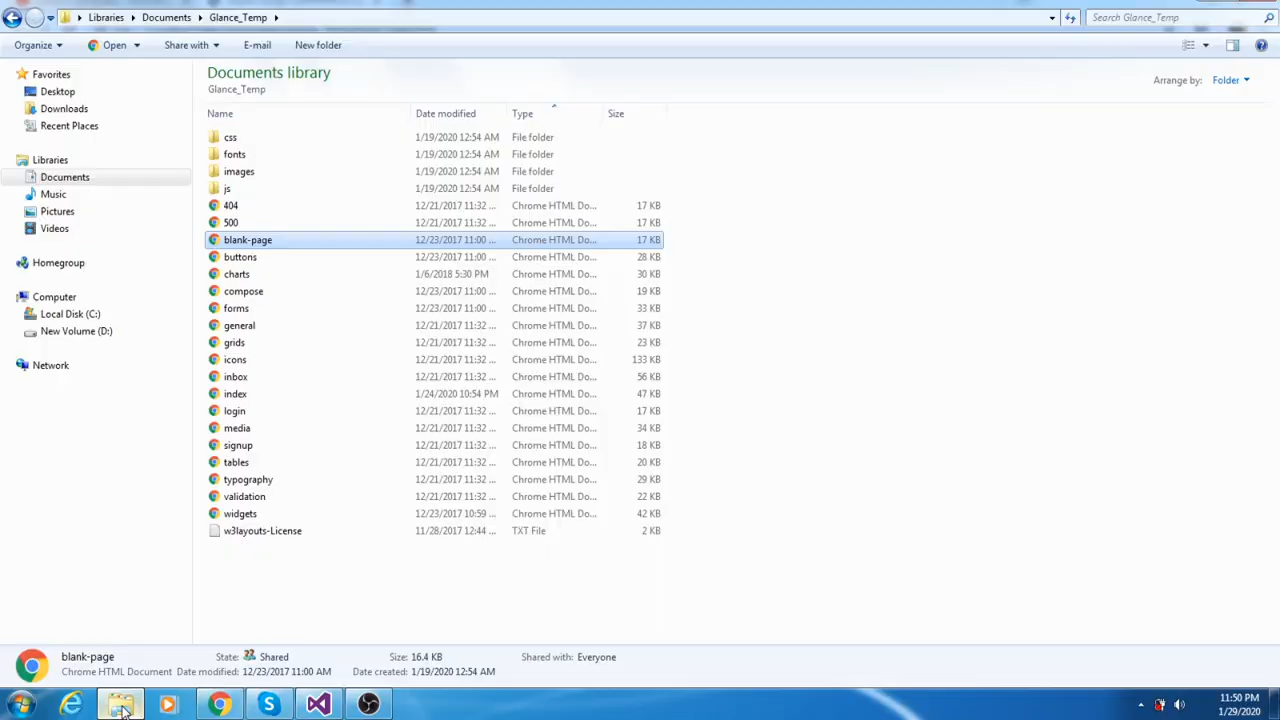 Libraries Documents Glance_Temp Search Glance_Temp
Organize Open Share with E-mail New folder
Documents library
Glance_Temp
Arrange by: Folder
Name Date modified Type Size
css 1/19/2020 12:54 AM File folder
fonts 1/19/2020 12:54 AM File folder
images 1/19/2020 12:54 AM File folder
js 1/19/2020 12:54 AM File folder
404 12/21/2017 11:32 ... Chrome HTML Do... 17 KB
500 12/21/2017 11:32 ... Chrome HTML Do... 17 KB
blank-page 12/23/2017 11:00 ... Chrome HTML Do... 17 KB
buttons 12/23/2017 11:00 ... Chrome HTML Do... 28 KB
charts 1/6/2018 5:30 PM Chrome HTML Do... 30 KB
compose 12/23/2017 11:00 ... Chrome HTML Do... 19 KB
forms 12/23/2017 11:00 ... Chrome HTML Do... 33 KB
general 12/21/2017 11:32 ... Chrome HTML Do... 37 KB
grids 12/21/2017 11:32 ... Chrome HTML Do... 23 KB
icons 12/21/2017 11:32 ... Chrome HTML Do... 133 KB
inbox 12/21/2017 11:32 ... Chrome HTML Do... 56 KB
index 1/24/2020 10:54 PM Chrome HTML Do... 47 KB
login 12/21/2017 11:32 ... Chrome HTML Do... 17 KB
media 12/21/2017 11:32 ... Chrome HTML Do... 34 KB
signup 12/21/2017 11:32 ... Chrome HTML Do... 18 KB
tables 12/21/2017 11:32 ... Chrome HTML Do... 20 KB
typography 12/21/2017 11:32 ... Chrome HTML Do... 29 KB
validation 12/21/2017 11:32 ... Chrome HTML Do... 22 KB
widgets 12/23/2017 10:59 ... Chrome HTML Do... 42 KB
w3layouts-License 11/28/2017 12:44 ... TXT File 2 KB
Favorites
Desktop
Downloads
Recent Places
Libraries
Documents
Music
Pictures
Videos
Homegroup
Computer
Local Disk (C:)
New Volume (D:)
Network
blank-page State: Shared Size: 16.4 KB Shared with: Everyone
Chrome HTML Document Date modified: 12/23/2017 11:00 AM Date created: 1/19/2020 12:54 AM
11:50 PM
1/29/2020